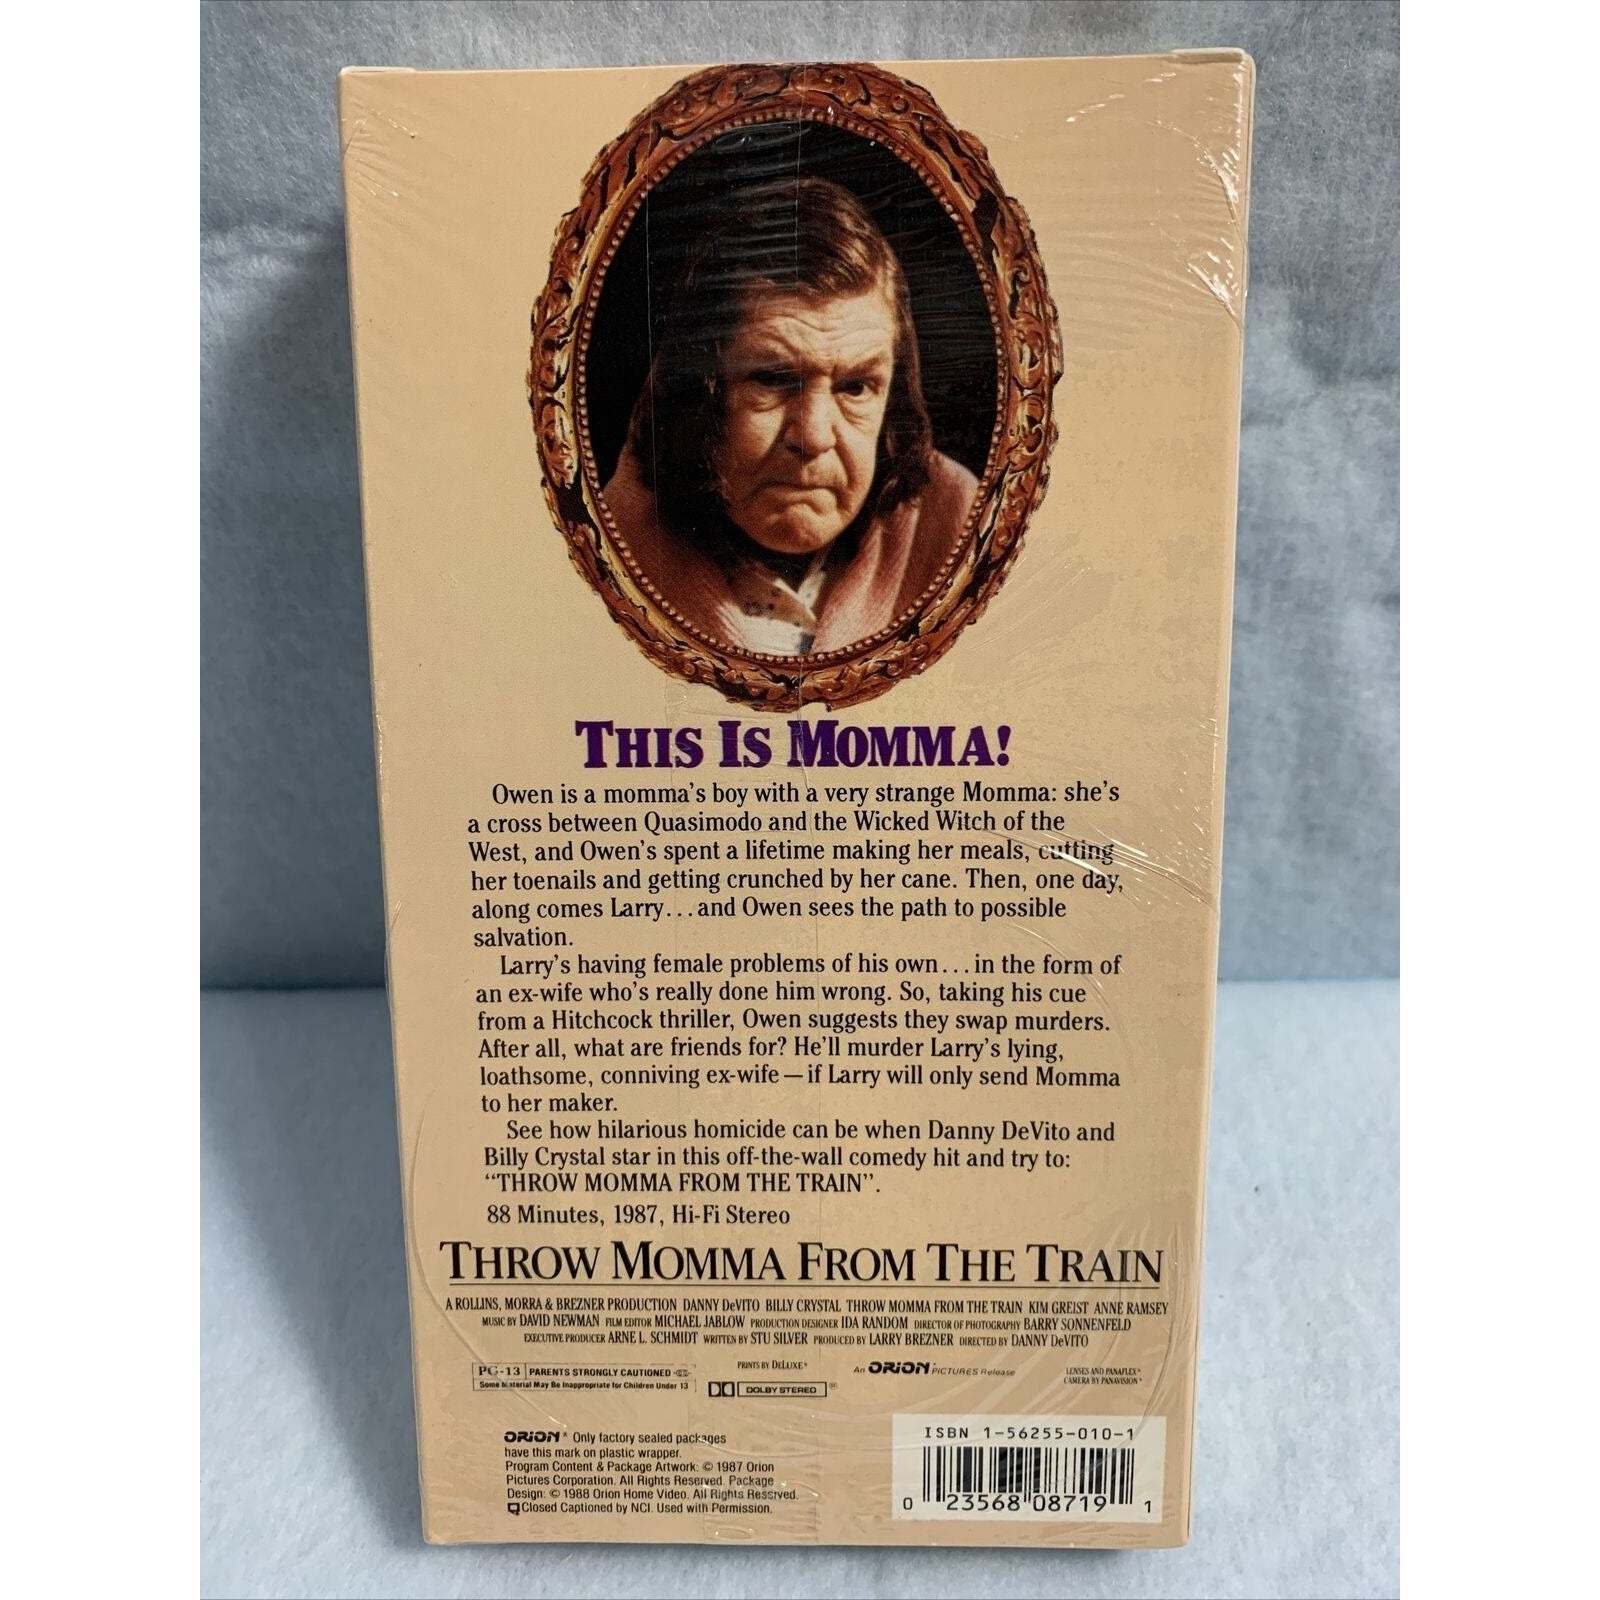 THIS IS MOMMA!
Owen is a momma's boy with a very strange Momma: she's
a cross between Quasimodo and the Wicked Witch of the
West, and Owen's spent a lifetime making her meals, cutting
her toenails and getting crunched by her cane. Then, one day,
along comes Larry...and Owen sees the path to possible
salvation.
Larry's having female problems of his own...in the form of
an ex-wife who's really done him wrong. So, taking his cue
from a Hitchcock thriller, Owen suggests they swap murders.
After all, what are friends for? He'll murder Larry's lying,
loathsome, conniving ex-wife—if Larry will only send Momma
to her maker.
See how hilarious homicide can be when Danny DeVito and
Billy Crystal star in this off-the-wall comedy hit and try to:
"THROW MOMMA FROM THE TRAIN".
88 Minutes, 1987, Hi-Fi Stereo
THROW MOMMA FROM THE TRAIN
A ROLLINS, MORRA & BREZNER PRODUCTION DANNY DeVITO BILLY CRYSTAL THROW MOMMA FROM THE TRAIN KIM GREIST ANNE RAMSEY
MUSIC BY DAVID NEWMAN FILM EDITOR MICHAEL JABLOW PRODUCTION DESIGNER IDA RANDOM DIRECTOR OF PHOTOGRAPHY BARRY SONNENFELD
EXECUTIVE PRODUCER ARNE L. SCHMIDT WRITTEN BY STU SILVER PRODUCED BY LARRY BREZNER DIRECTED BY DANNY DeVITO
PG-13 PARENTS STRONGLY CAUTIONED
Some Material May Be Inappropriate for Children Under 13
PRINTS BY DELUXE®
DOLBY STEREO ®
An ORION® PICTURES Release
LENSES AND PANAFLEX®
CAMERA BY PANAVISION®
ORION® Only factory sealed packages
have this mark on plastic wrapper.
Program Content & Package Artwork: © 1987 Orion
Pictures Corporation. All Rights Reserved. Package
Design: © 1988 Orion Home Video. All Rights Reserved.
Closed Captioned by NCI. Used with Permission.
ISBN 1-56255-010-1
0 23568 08719 1